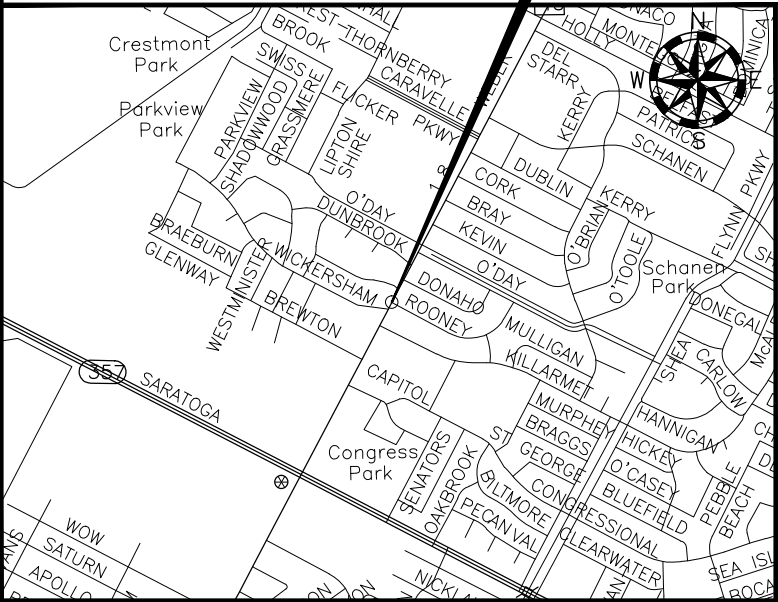 BROOK
THORNBERRY
HOLLY
N
Crestmont
Park
SWISS
CARAVELLE
WEBER
DEL
STARR
W
E
FLICKER
PKWY
Parkview
Park
PARKVIEW
SHADOWWOOD
GRASSMERE
LIPTON
SHIRE
KERRY
PATRICK
S
SCHANEN
18
CORK
DUBLIN
PKWY
FLYNN
O'DAY
DUNBROOK
BRAY
KERRY
BRAEBURN
GLENWAY
WESTMINISTER
WICKERSHAM
KEVIN
O'BRIAN
O'TOOLE
O'DAY
Schanen
Park
DONAHO
ROONEY
DONEGAL
BREWTON
MULLIGAN
KILLARMET
SHEA
CARLOW
357
SARATOGA
CAPITOL
MURPHEY
HANNIGAN
BRAGGS
HICKEY
ST
GEORGE
O'CASEY
Congress
Park
SENATORS
OAKBROOK
BILTMORE
CONGRESSIONAL
BLUEFIELD
PEBBLE
BEACH
PECAN VAL
CLEARWATER
WOW
SATURN
APOLLO